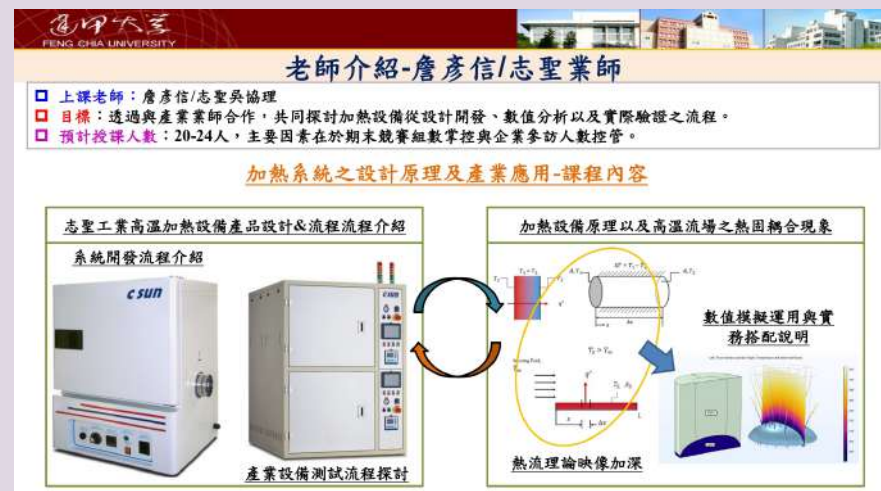 逢甲大學
FENG CHIA UNIVERSITY
老師介紹-詹彥信/志聖業師
上課老師：詹彥信/志聖吳協理
目標：透過與產業業師合作，共同探討加熱設備從設計開發、數值分析以及實際驗證之流程。
預計授課人數：20-24人，主要因素在於期末競賽組數掌控與企業參訪人數控管。
加熱系統之設計原理及產業應用-課程內容
志聖工業高溫加熱設備產品設計&流程流程介紹
系統開發流程介紹
c sun
c sun
產業設備測試流程探討
加熱設備原理以及高溫流場之熱固耦合現象
數值模擬運用與實
務搭配說明
熱流理論映像加深